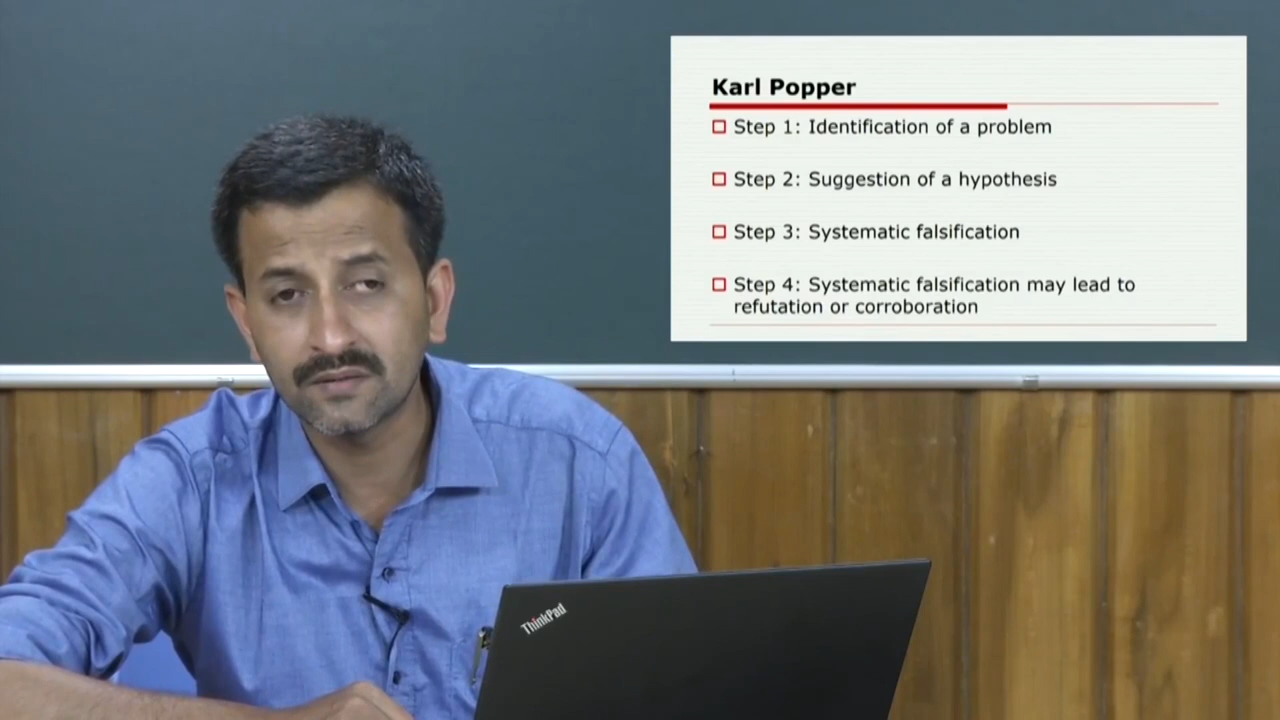 Karl Popper
Step 1: Identification of a problem
Step 2: Suggestion of a hypothesis
Step 3: Systematic falsification
Step 4: Systematic falsification may lead to
refutation or corroboration
ThinkPad